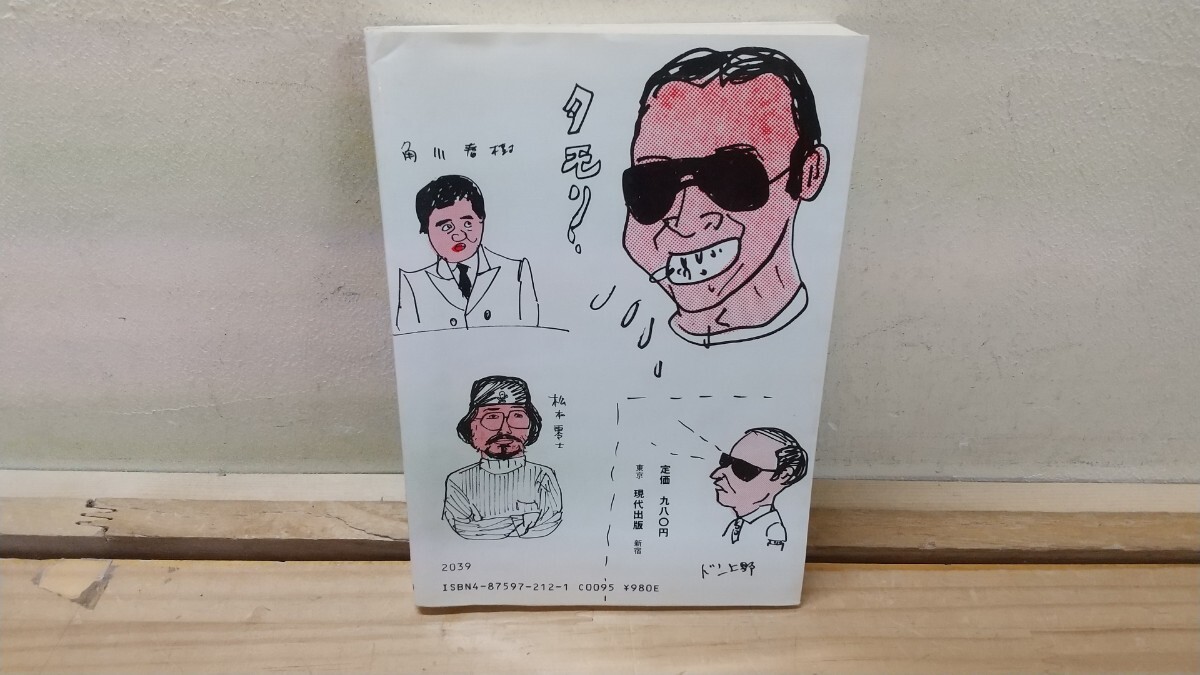 タモリ.
角川春樹
松本零士
定価 九八〇円
東京 現代出版 新宿
ドン上野
2039
ISBN4-87597-212-1 C0095 ¥980E